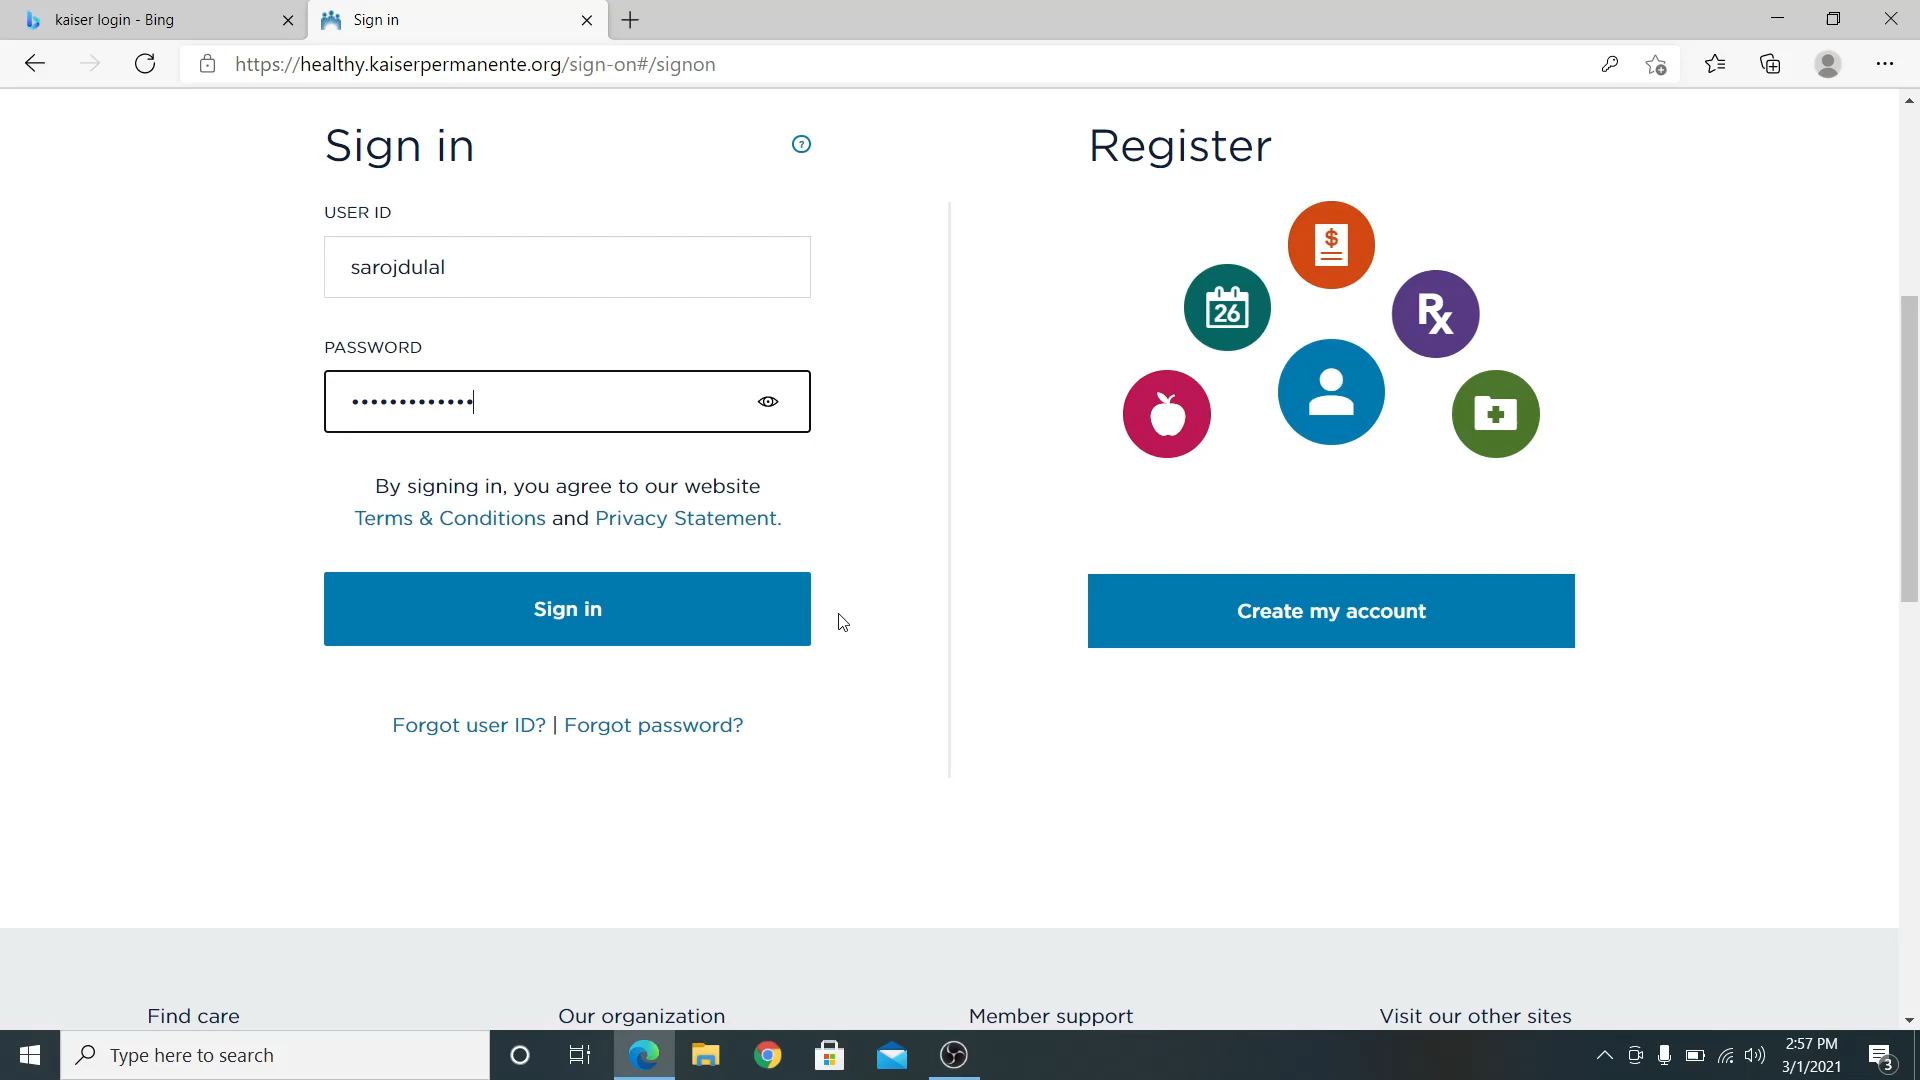 kaiser login - Bing
Sign in
https://healthy.kaiserpermanente.org/sign-on#/signon
Sign in
?
Register
USER ID
sarojdulal
PASSWORD
•••••••••••••
By signing in, you agree to our website
Terms & Conditions and Privacy Statement.
Sign in
Forgot user ID? | Forgot password?
$
26
Rx
Create my account
Find care
Our organization
Member support
Visit our other sites
Type here to search
2:57 PM
3/1/2021
3